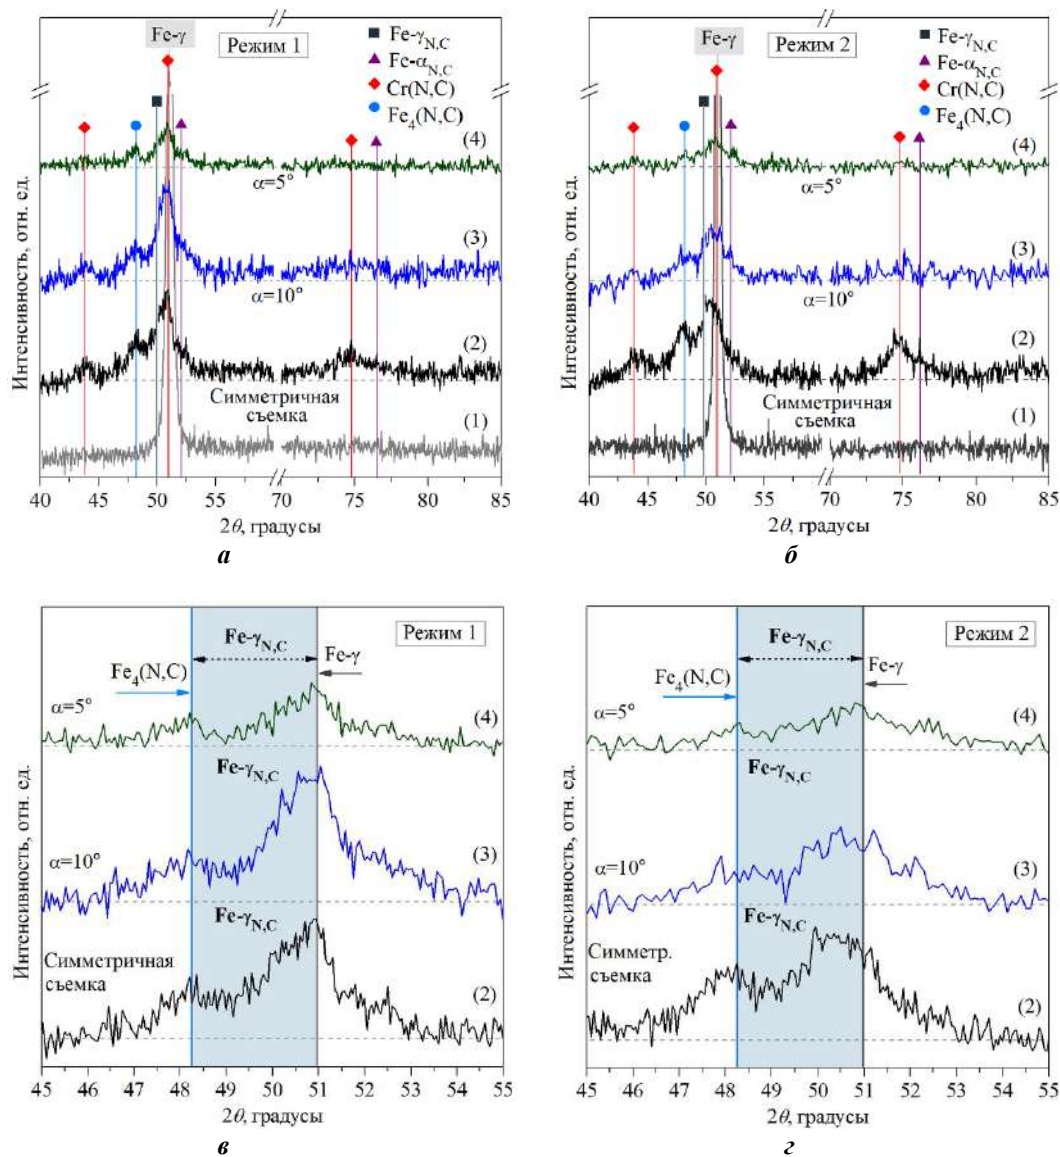 Fe-γ
Режим 1
Fe-γN,C
Fe-αN,C
Cr(N,C)
Fe4(N,C)
(4)
α=5°
(3)
α=10°
(2)
Симметричная
съемка
(1)
Интенсивность, отн. ед.
40 45 50 55 70 75 80 85
2θ, градусы
а
Fe-γ
Режим 2
Fe-γN,C
Fe-αN,C
Cr(N,C)
Fe4(N,C)
(4)
α=5°
(3)
α=10°
(2)
Симметричная
съемка
(1)
Интенсивность, отн. ед.
40 45 50 55 70 75 80 85
2θ, градусы
б
Режим 1
Fe-γN,C
Fe-γ
Fe4(N,C)
α=5°
(4)
Fe-γN,C
α=10°
(3)
Fe-γN,C
Симметричная
съемка
(2)
Интенсивность, отн. ед.
45 46 47 48 49 50 51 52 53 54 55
2θ, градусы
в
Режим 2
Fe-γN,C
Fe-γ
Fe4(N,C)
α=5°
(4)
Fe-γN,C
α=10°
(3)
Fe-γN,C
Симметр.
съемка
(2)
Интенсивность, отн. ед.
45 46 47 48 49 50 51 52 53 54 55
2θ, градусы
г